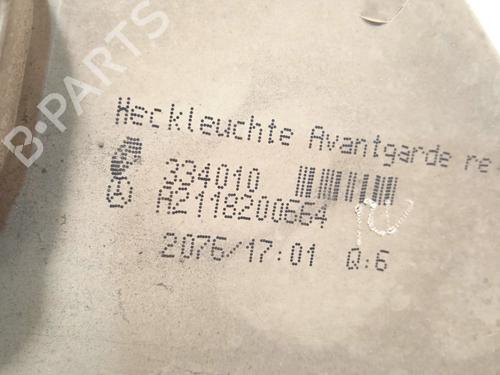 B-PARTS
Heckleuchte Avantgarde re
334010
A2118200664
2076/17:01 Q:6